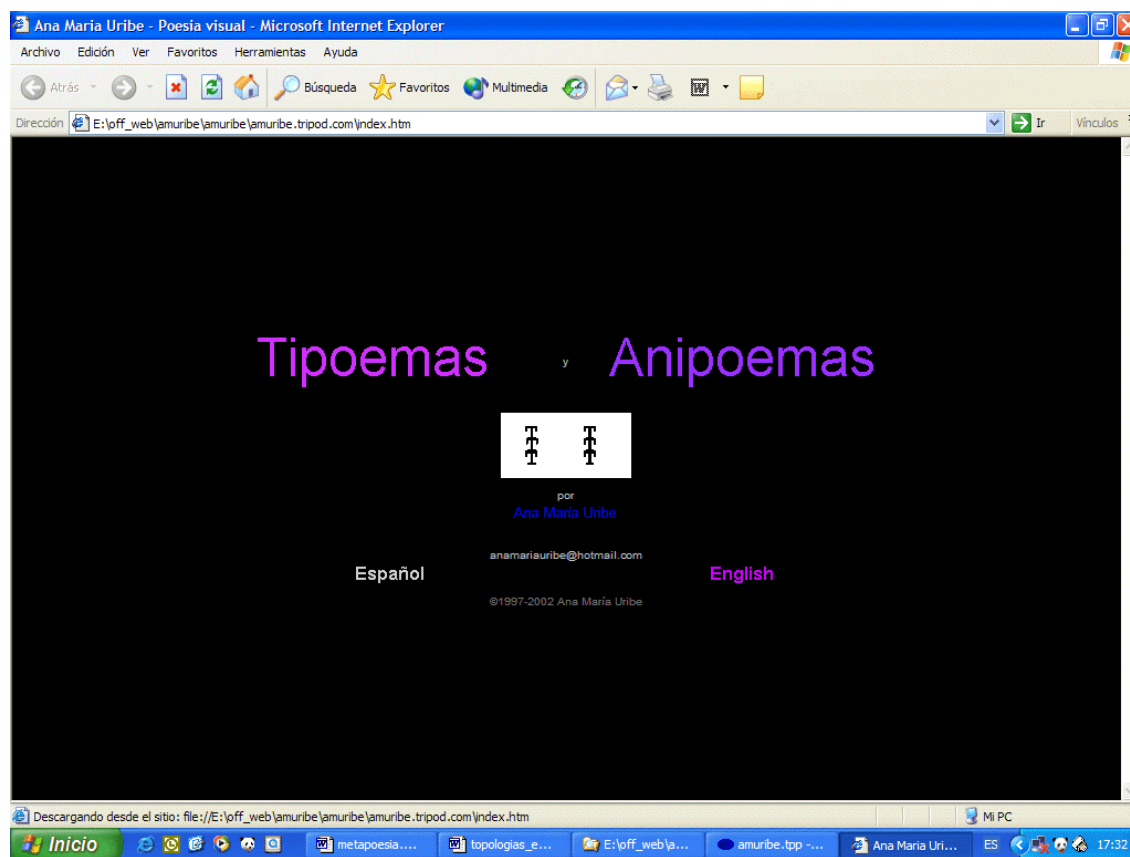 Ana Maria Uribe - Poesia visual - Microsoft Internet Explorer
Archivo Edición Ver Favoritos Herramientas Ayuda
Atrás Búsqueda Favoritos Multimedia W
Dirección E:\off_web\amuribe\amuribe\amuribe.tripod.com\index.htm Ir Vínculos
Tipoemas y Anipoemas
T T
T T
T T
por
Ana María Uribe
anamariauribe@hotmail.com
Español English
©1997-2002 Ana María Uribe
Descargando desde el sitio: file://E:\off_web\amuribe\amuribe\amuribe.tripod.com\index.htm Mi PC
Inicio metapoesia.... topologias_e... E:\off_web\a... amuribe.tpp -... Ana Maria Uri... ES 17:32